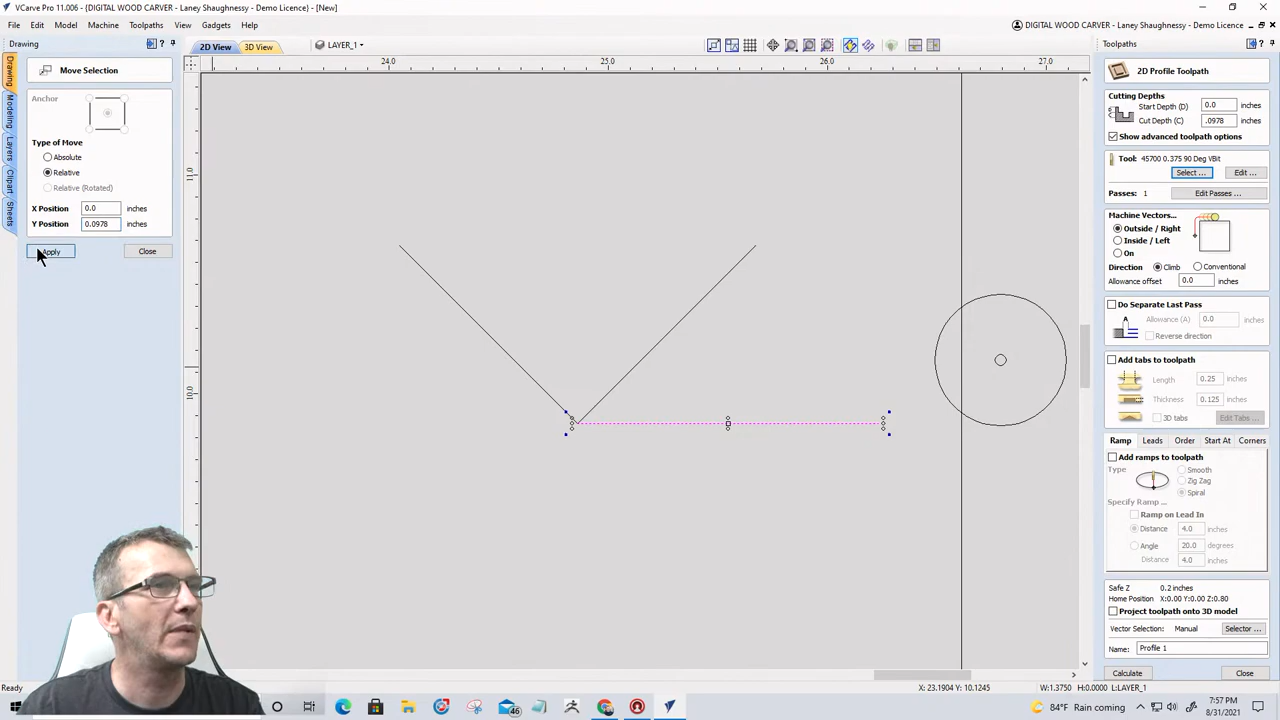 VCarve Pro 11.006 - DIGITAL WOOD CARVER - Laney Shaughnessy - Demo Licence - [New]
File Edit Model Machine Toolpaths View Gadgets Help
DIGITAL WOOD CARVER - Laney Shaughnessy - Demo Licence
Drawing
2D View 3D View LAYER_1
Toolpaths
Drawing
Modeling
Layers
Clipart
Sheets
Move Selection
Anchor
Type of Move
Absolute
Relative
Relative (Rotated)
X Position 0.0 inches
Y Position 0.0978 inches
Apply Close
24 25.0 26.0 27.0
11.0
10.0
2D Profile Toolpath
Cutting Depths
Start Depth (D) 0.0 inches
Cut Depth (C) .0978 inches
Show advanced toolpath options
Tool: 45700 0.375 90 Deg VBit
Select ... Edit ...
Passes: 1 Edit Passes ...
Machine Vectors...
Outside / Right
Inside / Left
On
Direction Climb Conventional
Allowance offset 0.0 inches
Do Separate Last Pass
Allowance (A) 0.0 inches
Reverse direction
Add tabs to toolpath
Length 0.25 inches
Thickness 0.125 inches
3D tabs Edit Tabs ...
Ramp Leads Order Start At Corners
Add ramps to toolpath
Type Smooth
Zig Zag
Spiral
Specify Ramp ...
Ramp on Lead In
Distance 4.0 inches
Angle 20.0 degrees
Distance 4.0 inches
Safe Z 0.2 inches
Home Position X:0.00 Y:0.00 Z:0.80
Project toolpath onto 3D model
Vector Selection: Manual Selector ...
Name: Profile 1
Calculate Close
Ready
X: 23.1904 Y: 10.1245 W:1.3750 H:0.0000 L:LAYER_1
46
84°F Rain coming
7:57 PM
8/31/2021